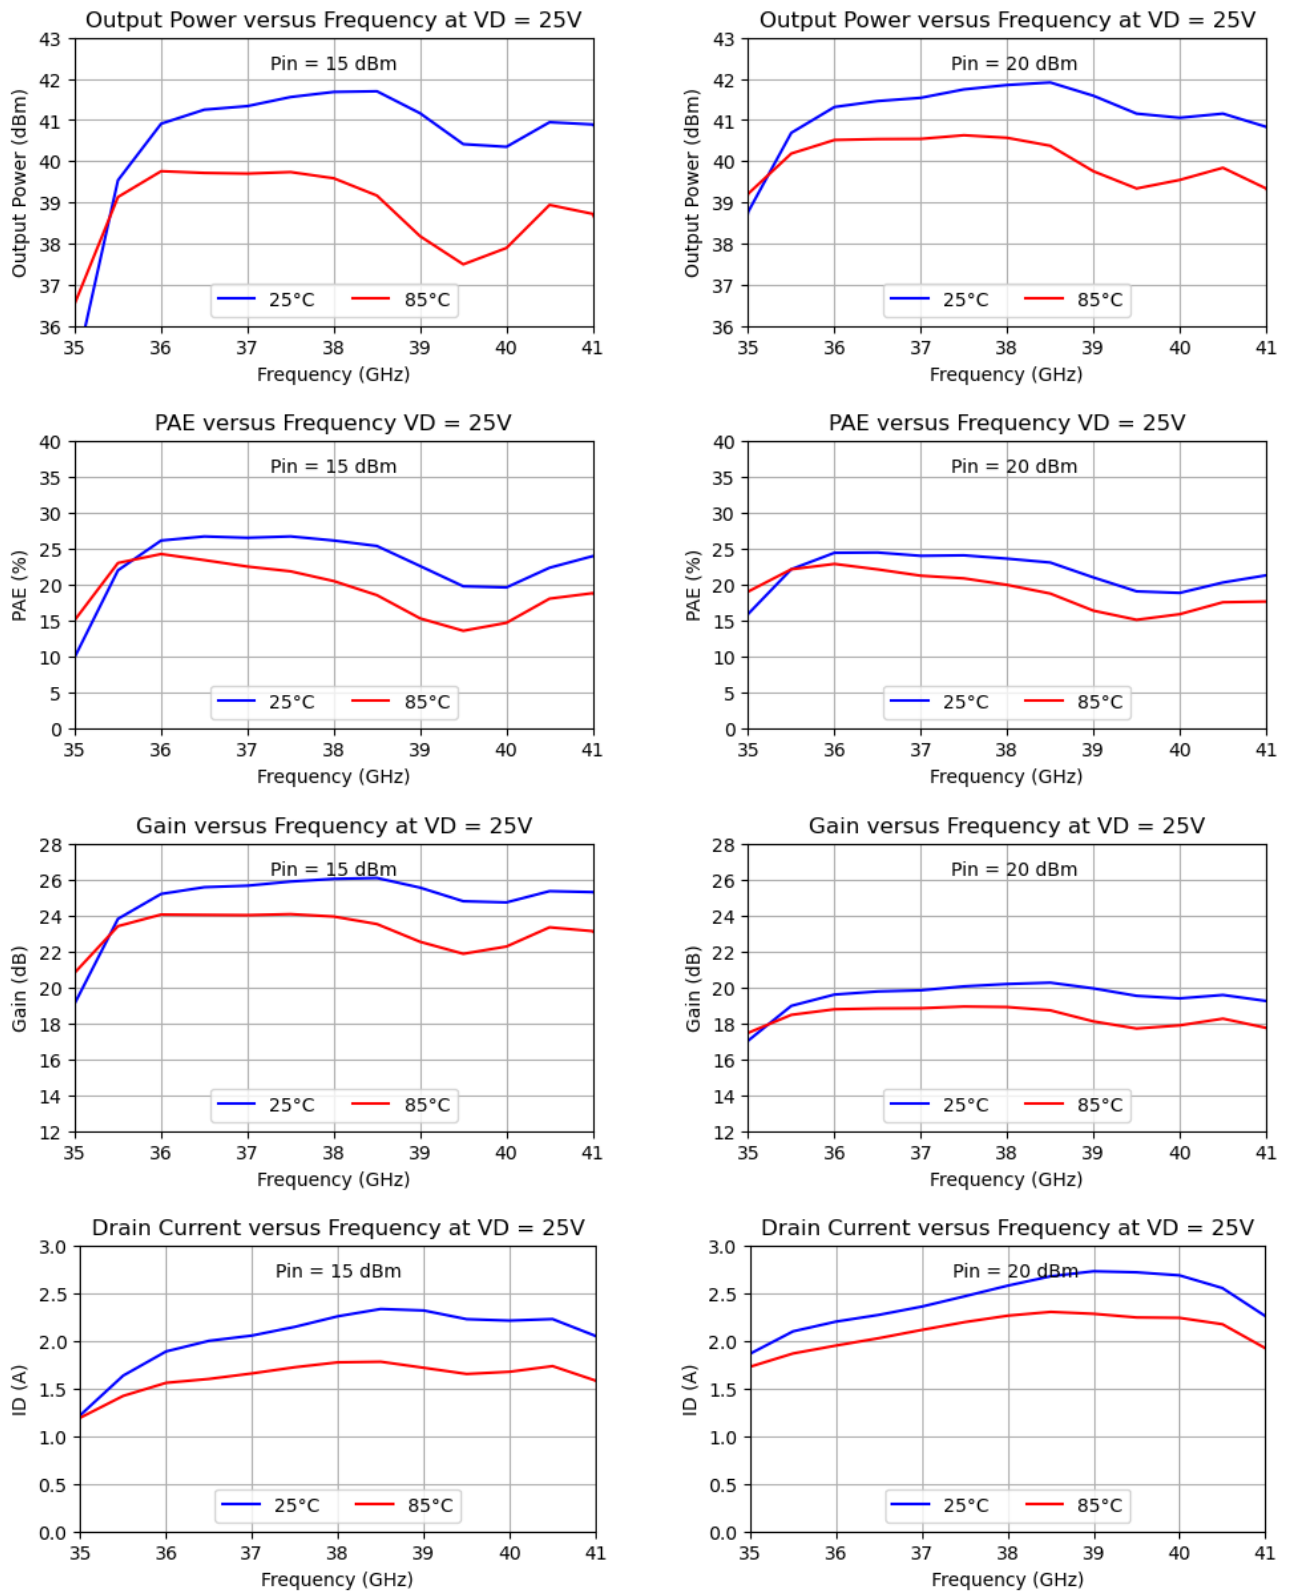 Output Power versus Frequency at VD = 25V
Pin = 15 dBm
Output Power (dBm)
43
42
41
40
39
38
37
36
25°C 85°C
35 36 37 38 39 40 41
Frequency (GHz)
Output Power versus Frequency at VD = 25V
Pin = 20 dBm
Output Power (dBm)
43
42
41
40
39
38
37
36
25°C 85°C
35 36 37 38 39 40 41
Frequency (GHz)
PAE versus Frequency VD = 25V
Pin = 15 dBm
PAE (%)
40
35
30
25
20
15
10
5
0
25°C 85°C
35 36 37 38 39 40 41
Frequency (GHz)
PAE versus Frequency VD = 25V
Pin = 20 dBm
PAE (%)
40
35
30
25
20
15
10
5
0
25°C 85°C
35 36 37 38 39 40 41
Frequency (GHz)
Gain versus Frequency at VD = 25V
Pin = 15 dBm
Gain (dB)
28
26
24
22
20
18
16
14
12
25°C 85°C
35 36 37 38 39 40 41
Frequency (GHz)
Gain versus Frequency at VD = 25V
Pin = 20 dBm
Gain (dB)
28
26
24
22
20
18
16
14
12
25°C 85°C
35 36 37 38 39 40 41
Frequency (GHz)
Drain Current versus Frequency at VD = 25V
Pin = 15 dBm
ID (A)
3.0
2.5
2.0
1.5
1.0
0.5
0.0
25°C 85°C
35 36 37 38 39 40 41
Frequency (GHz)
Drain Current versus Frequency at VD = 25V
Pin = 20 dBm
ID (A)
3.0
2.5
2.0
1.5
1.0
0.5
0.0
25°C 85°C
35 36 37 38 39 40 41
Frequency (GHz)